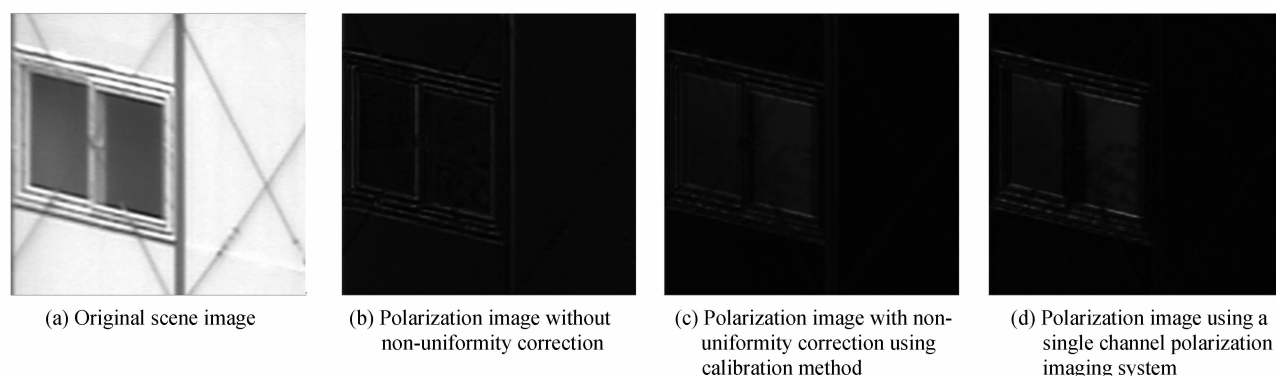 (a) Original scene image
(b) Polarization image without
non-uniformity correction
(c) Polarization image with non-
uniformity correction using
calibration method
(d) Polarization image using a
single channel polarization
imaging system